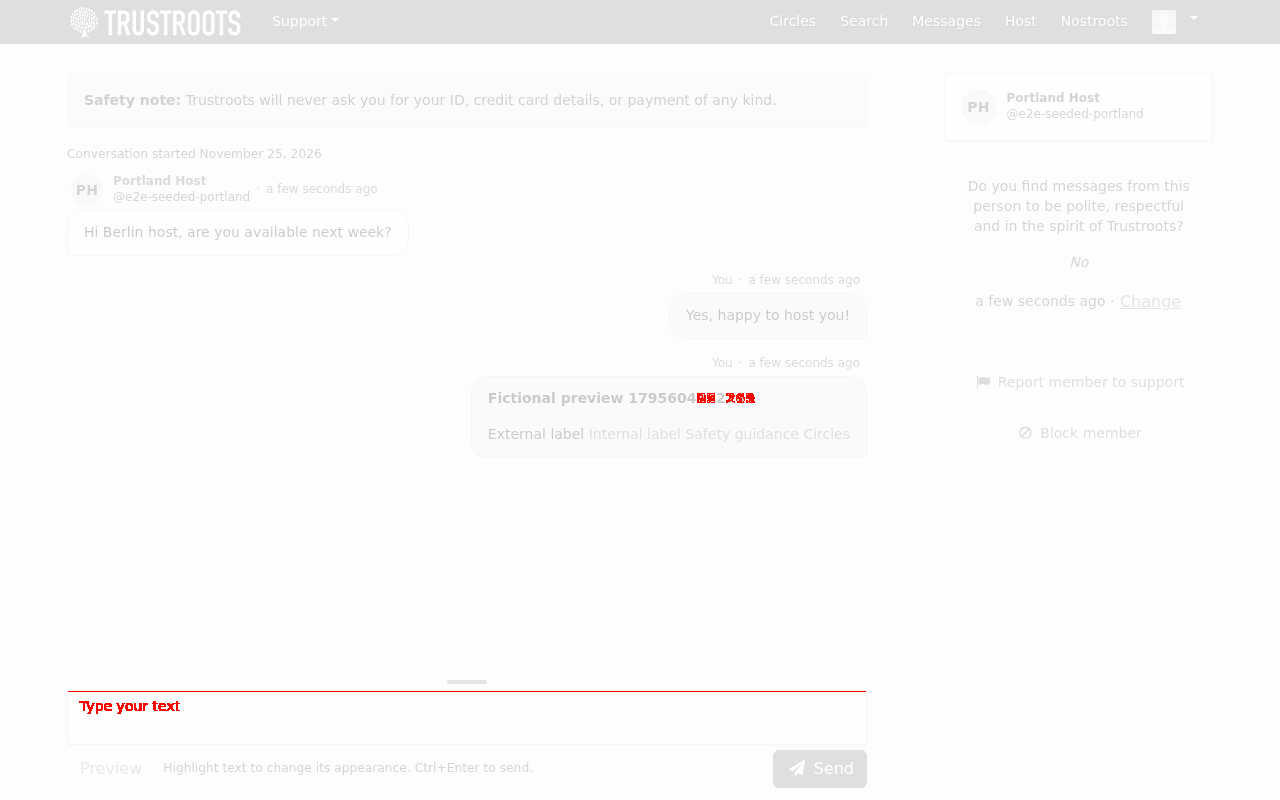 TRUSTROOTS Support Circles Search Messages Host Nostroots
Safety note: Trustroots will never ask you for your ID, credit card details, or payment of any kind.
PH Portland Host
@e2e-seeded-portland
Conversation started November 25, 2026
PH Portland Host
@e2e-seeded-portland · a few seconds ago
Hi Berlin host, are you available next week?
You · a few seconds ago
Yes, happy to host you!
You · a few seconds ago
Fictional preview
External label Internal label Safety guidance Circles
Do you find messages from this
person to be polite, respectful
and in the spirit of Trustroots?
No
a few seconds ago · Change
Report member to support
Block member
Type your text
Preview Highlight text to change its appearance. Ctrl+Enter to send. Send